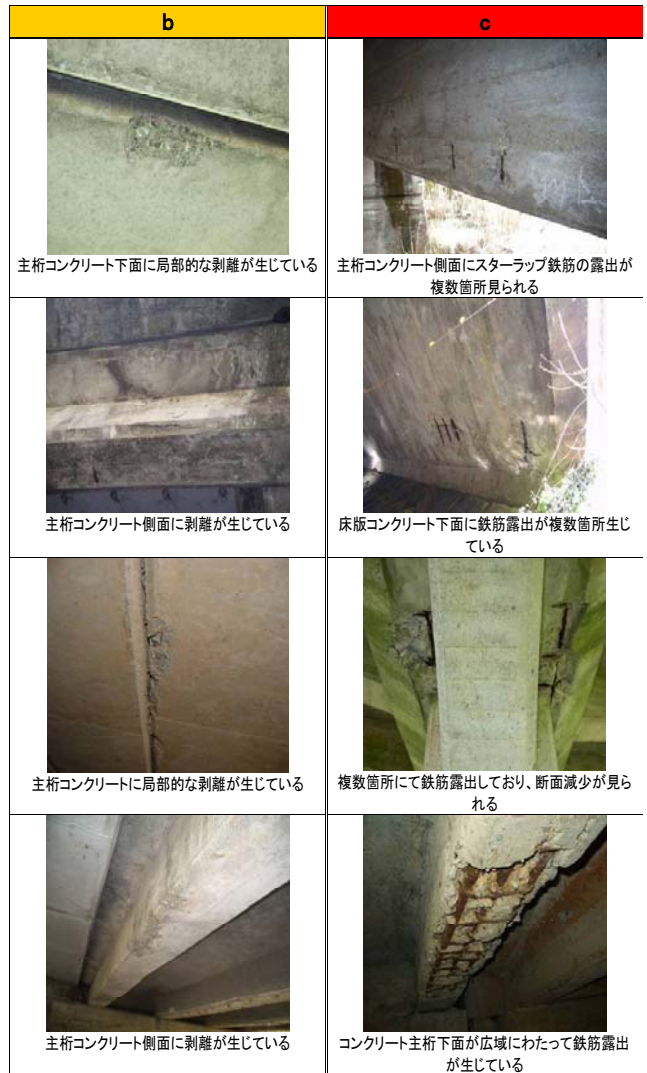 b
c
主桁コンクリート下面に局部的な剥離が生じている
主桁コンクリート側面にスターラップ鉄筋の露出が
複数箇所見られる
主桁コンクリート側面に剥離が生じている
床版コンクリート下面に鉄筋露出が複数箇所生じ
ている
主桁コンクリートに局部的な剥離が生じている
複数箇所にて鉄筋露出しており、断面減少が見ら
れる
主桁コンクリート側面に剥離が生じている
コンクリート主桁下面が広域にわたって鉄筋露出
が生じている